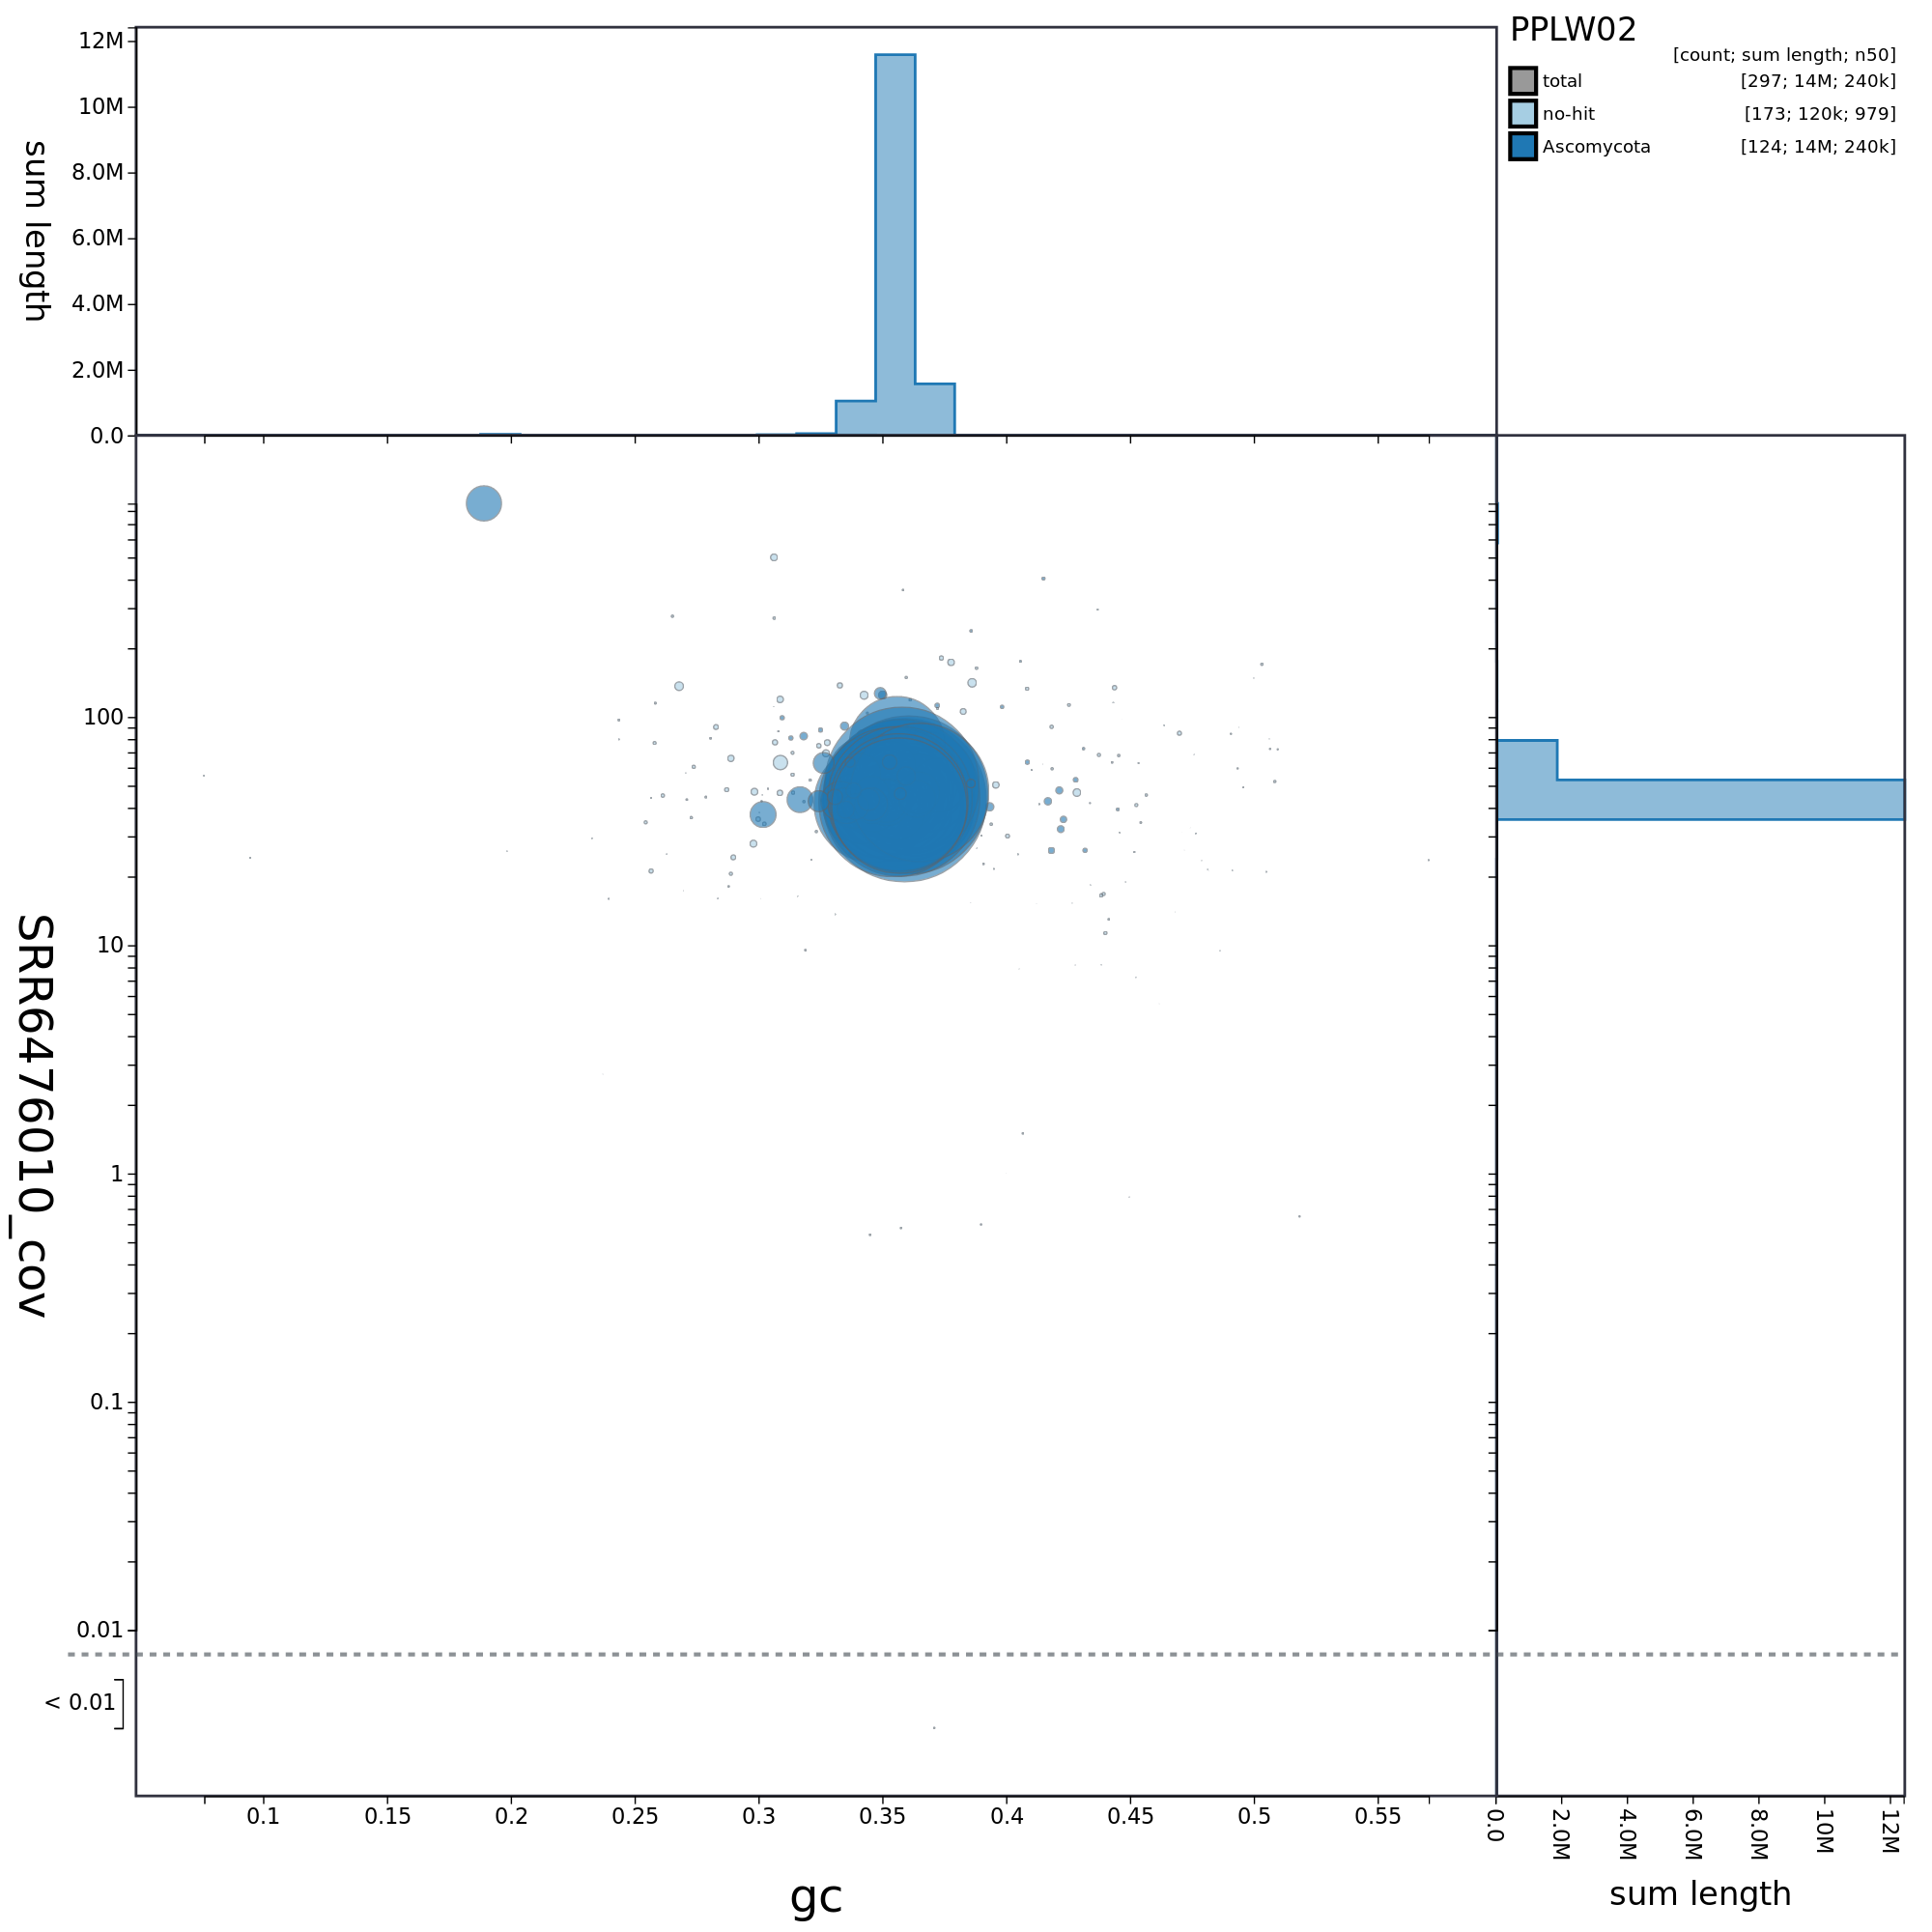 PPLW02
[count; sum length; n50]
total [297; 14M; 240k]
no-hit [173; 120k; 979]
Ascomycota [124; 14M; 240k]
sum length
12M
10M
8.0M
6.0M
4.0M
2.0M
0.0
SRR6476010_cov
100
10
1
0.1
0.01
< 0.01
0.1 0.15 0.2 0.25 0.3 0.35 0.4 0.45 0.5 0.55
gc
0.0 2.0M 4.0M 6.0M 8.0M 10M 12M
sum length